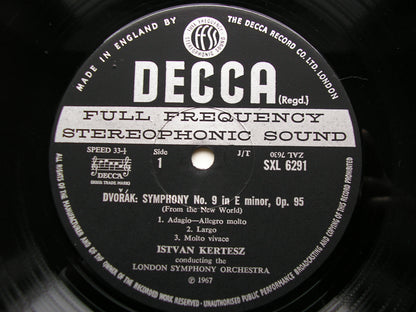 MADE IN ENGLAND BY
FULL FREQUENCY
ffss
STEREOPHONIC SOUND
THE DECCA RECORD CO. LTD. LONDON
DECCA
(Regd.)
FULL FREQUENCY
STEREOPHONIC SOUND
SPEED 33⅓
Side
1
J/T
ZAL 7630
SXL 6291
DECCA
DVOŘÁK: SYMPHONY No. 9 in E minor, Op. 95
(From the New World)
1. Adagio—Allegro molto
2. Largo
3. Molto vivace
ISTVAN KERTESZ
conducting the
LONDON SYMPHONY ORCHESTRA
℗ 1967
ALL RIGHTS OF THE MANUFACTURER AND OF THE OWNER OF THE RECORDED WORK RESERVED · UNAUTHORISED PUBLIC PERFORMANCE BROADCASTING AND COPYING OF THIS RECORD PROHIBITED